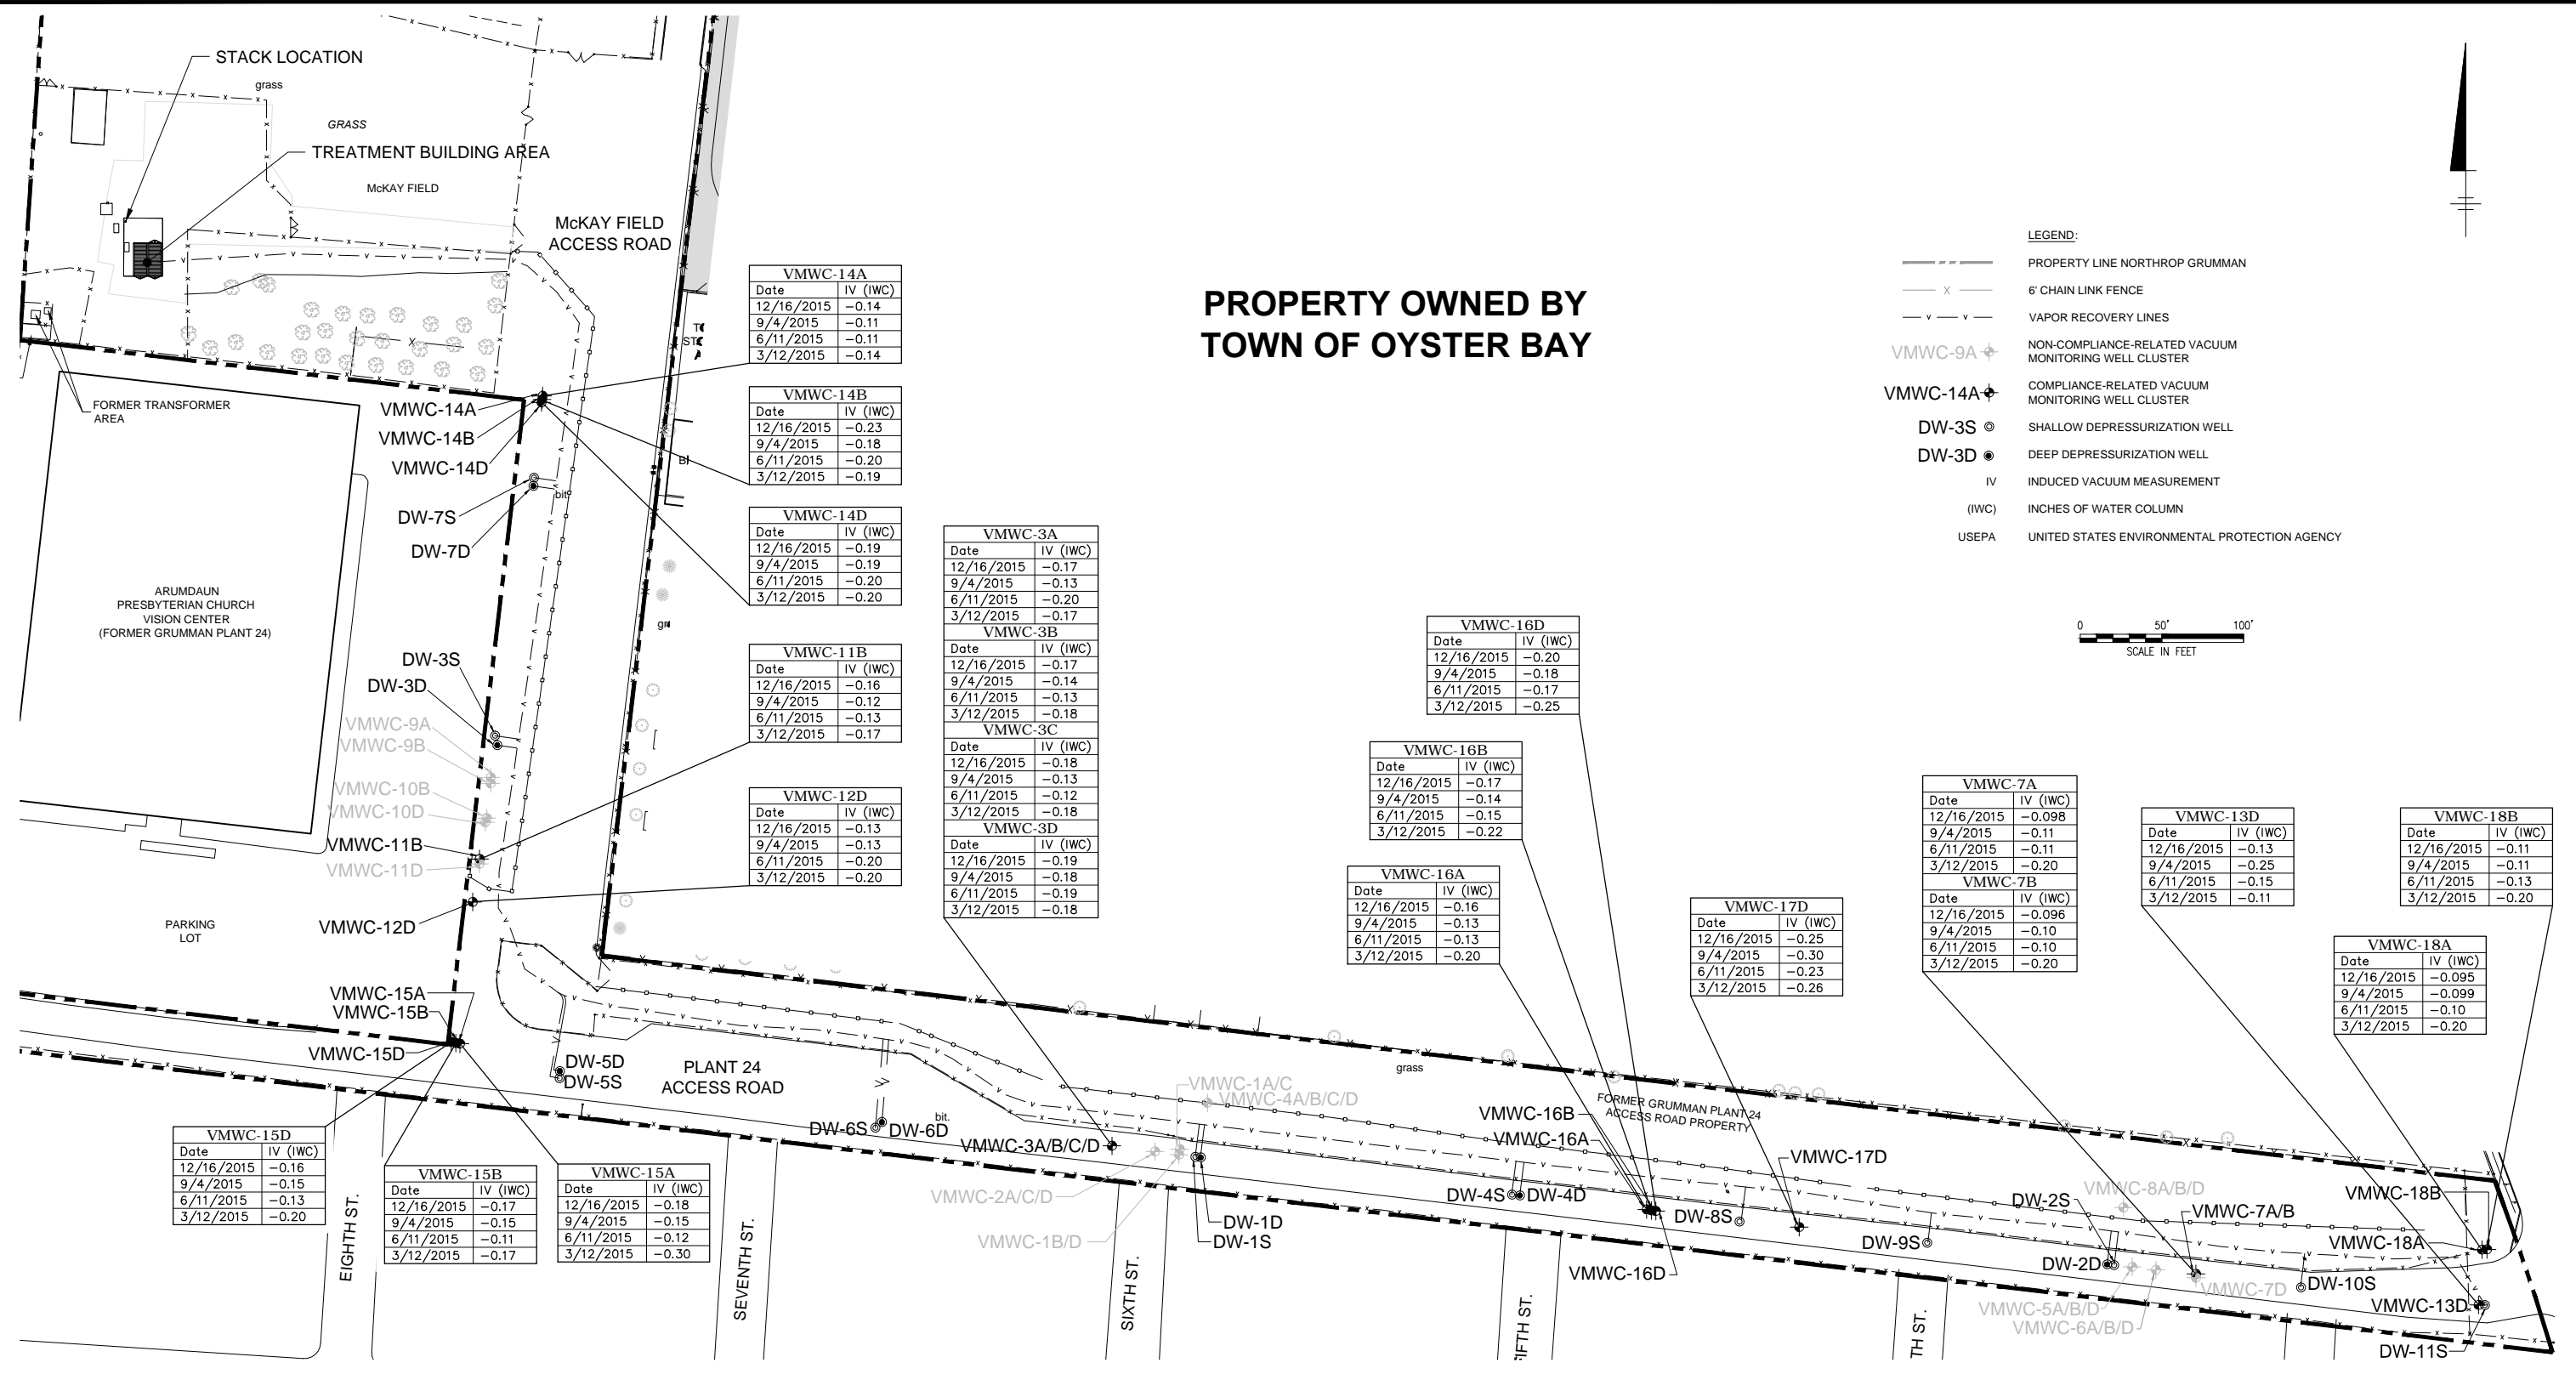 STACK LOCATION
grass
GRASS
TREATMENT BUILDING AREA
McKAY FIELD
McKAY FIELD
ACCESS ROAD
FORMER TRANSFORMER
AREA
VMWC-14A
VMWC-14B
VMWC-14D
DW-7S
DW-7D
bit
ARUMDAUN
PRESBYTERIAN CHURCH
VISION CENTER
(FORMER GRUMMAN PLANT 24)
DW-3S
DW-3D
VMWC-9A
VMWC-9B
VMWC-10B
VMWC-10D
VMWC-11B
VMWC-11D
VMWC-12D
PARKING
LOT
VMWC-15A
VMWC-15B
VMWC-15D
VMWC-14A
Date IV (IWC)
12/16/2015 -0.14
9/4/2015 -0.11
6/11/2015 -0.11
3/12/2015 -0.14
VMWC-14B
Date IV (IWC)
12/16/2015 -0.23
9/4/2015 -0.18
6/11/2015 -0.20
3/12/2015 -0.19
VMWC-14D
Date IV (IWC)
12/16/2015 -0.19
9/4/2015 -0.19
6/11/2015 -0.20
3/12/2015 -0.20
VMWC-11B
Date IV (IWC)
12/16/2015 -0.16
9/4/2015 -0.12
6/11/2015 -0.13
3/12/2015 -0.17
VMWC-12D
Date IV (IWC)
12/16/2015 -0.13
9/4/2015 -0.13
6/11/2015 -0.20
3/12/2015 -0.20
VMWC-3A
Date IV (IWC)
12/16/2015 -0.17
9/4/2015 -0.13
6/11/2015 -0.20
3/12/2015 -0.17
VMWC-3B
Date IV (IWC)
12/16/2015 -0.17
9/4/2015 -0.14
6/11/2015 -0.13
3/12/2015 -0.18
VMWC-3C
Date IV (IWC)
12/16/2015 -0.18
9/4/2015 -0.13
6/11/2015 -0.12
3/12/2015 -0.18
VMWC-3D
Date IV (IWC)
12/16/2015 -0.19
9/4/2015 -0.18
6/11/2015 -0.19
3/12/2015 -0.18
PROPERTY OWNED BY
TOWN OF OYSTER BAY
LEGEND:
PROPERTY LINE NORTHROP GRUMMAN
X 6' CHAIN LINK FENCE
V V VAPOR RECOVERY LINES
VMWC-9A NON-COMPLIANCE-RELATED VACUUM
MONITORING WELL CLUSTER
VMWC-14A COMPLIANCE-RELATED VACUUM
MONITORING WELL CLUSTER
DW-3S SHALLOW DEPRESSURIZATION WELL
DW-3D DEEP DEPRESSURIZATION WELL
IV INDUCED VACUUM MEASUREMENT
(IWC) INCHES OF WATER COLUMN
USEPA UNITED STATES ENVIRONMENTAL PROTECTION AGENCY
0 50' 100'
SCALE IN FEET
VMWC-16D
Date IV (IWC)
12/16/2015 -0.20
9/4/2015 -0.18
6/11/2015 -0.17
3/12/2015 -0.25
VMWC-16B
Date IV (IWC)
12/16/2015 -0.17
9/4/2015 -0.14
6/11/2015 -0.15
3/12/2015 -0.22
VMWC-16A
Date IV (IWC)
12/16/2015 -0.16
9/4/2015 -0.13
6/11/2015 -0.13
3/12/2015 -0.20
VMWC-17D
Date IV (IWC)
12/16/2015 -0.25
9/4/2015 -0.30
6/11/2015 -0.23
3/12/2015 -0.26
VMWC-7A
Date IV (IWC)
12/16/2015 -0.098
9/4/2015 -0.11
6/11/2015 -0.11
3/12/2015 -0.20
VMWC-7B
Date IV (IWC)
12/16/2015 -0.096
9/4/2015 -0.10
6/11/2015 -0.10
3/12/2015 -0.20
VMWC-13D
Date IV (IWC)
12/16/2015 -0.13
9/4/2015 -0.25
6/11/2015 -0.15
3/12/2015 -0.11
VMWC-18B
Date IV (IWC)
12/16/2015 -0.11
9/4/2015 -0.11
6/11/2015 -0.13
3/12/2015 -0.20
VMWC-18A
Date IV (IWC)
12/16/2015 -0.095
9/4/2015 -0.099
6/11/2015 -0.10
3/12/2015 -0.20
VMWC-15D
Date IV (IWC)
12/16/2015 -0.16
9/4/2015 -0.15
6/11/2015 -0.13
3/12/2015 -0.20
VMWC-15B
Date IV (IWC)
12/16/2015 -0.17
9/4/2015 -0.15
6/11/2015 -0.11
3/12/2015 -0.17
VMWC-15A
Date IV (IWC)
12/16/2015 -0.18
9/4/2015 -0.15
6/11/2015 -0.12
3/12/2015 -0.30
DW-5D
DW-5S
PLANT 24
ACCESS ROAD
bit.
DW-6S
DW-6D
VMWC-3A/B/C/D
VMWC-1A/C
VMWC-4A/B/C/D
VMWC-2A/C/D
VMWC-1B/D
DW-1D
DW-1S
grass
FORMER GRUMMAN PLANT 24
ACCESS ROAD PROPERTY
VMWC-16B
VMWC-16A
DW-4S
DW-4D
VMWC-16D
DW-8S
VMWC-17D
DW-9S
DW-2S
VMWC-8A/B/D
VMWC-7A/B
DW-2D
VMWC-7D
VMWC-5A/B/D
VMWC-6A/B/D
DW-10S
VMWC-18B
VMWC-18A
VMWC-13D
DW-11S
EIGHTH ST.
SEVENTH ST.
SIXTH ST.
FIFTH ST.
TH ST.